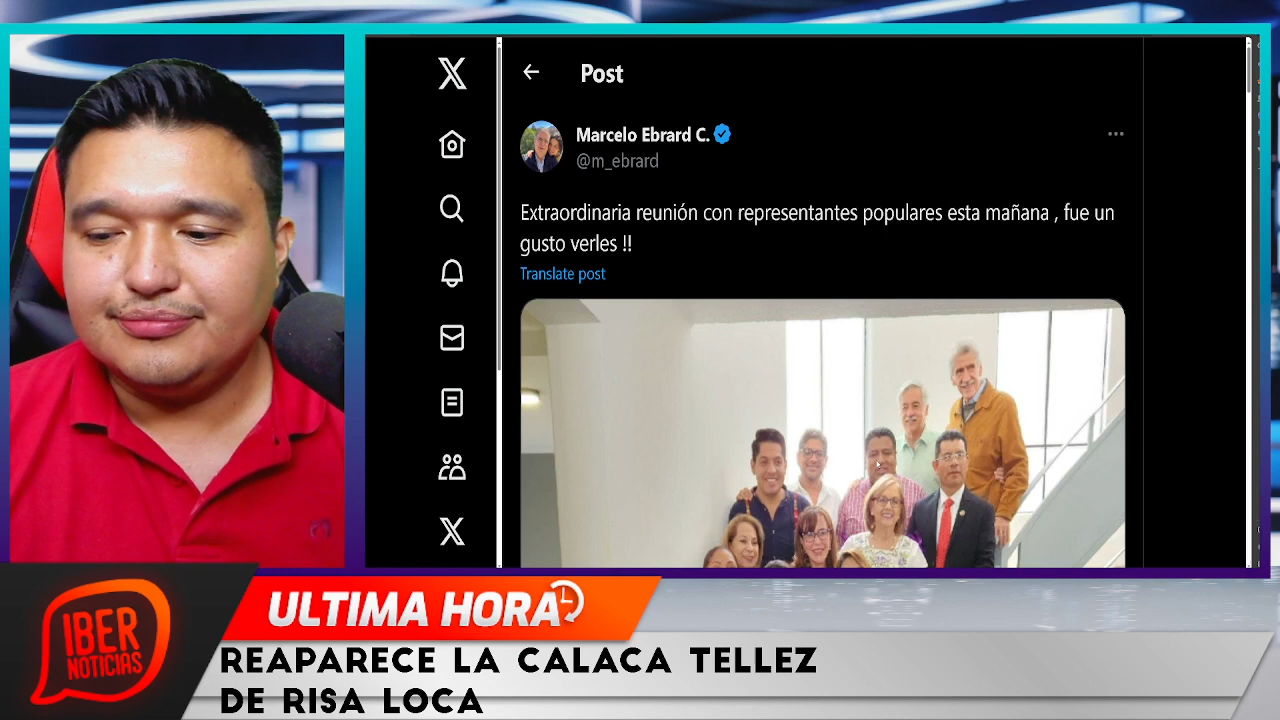 Post
Marcelo Ebrard C.
@m_ebrard
Extraordinaria reunión con representantes populares esta mañana , fue un
gusto verles !!
Translate post
IBER
NOTICIAS
ULTIMA HORA
REAPARECE LA CALACA TELLEZ
DE RISA LOCA